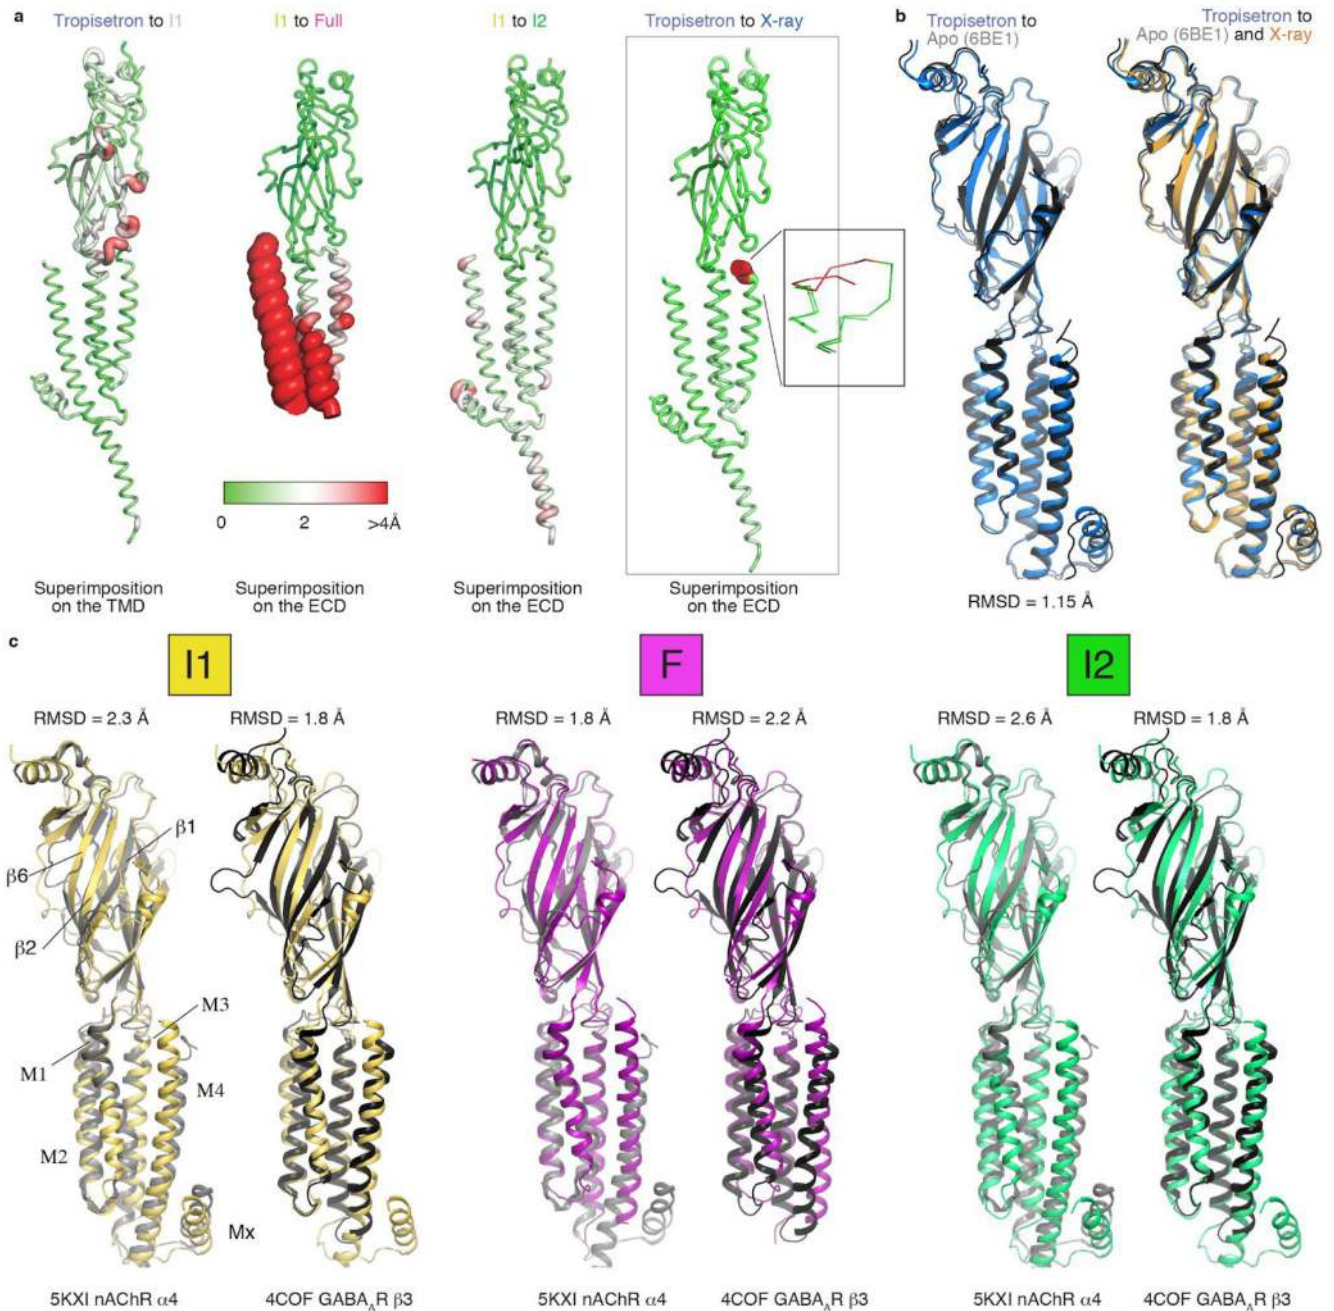 a
Tropisetron to I1
I1 to Full
I1 to I2
Tropisetron to X-ray
0
2
>4Å
Superimposition
on the TMD
Superimposition
on the ECD
Superimposition
on the ECD
Superimposition
on the ECD
b
Tropisetron to
Apo (6BE1)
Tropisetron to
Apo (6BE1) and X-ray
RMSD = 1.15 Å
c
I1
RMSD = 2.3 Å
RMSD = 1.8 Å
β1
β6
β2
M3
M1
M4
M2
Mx
5KXI nAChR α4
4COF GABA_AR β3
F
RMSD = 1.8 Å
RMSD = 2.2 Å
5KXI nAChR α4
4COF GABA_AR β3
I2
RMSD = 2.6 Å
RMSD = 1.8 Å
5KXI nAChR α4
4COF GABA_AR β3